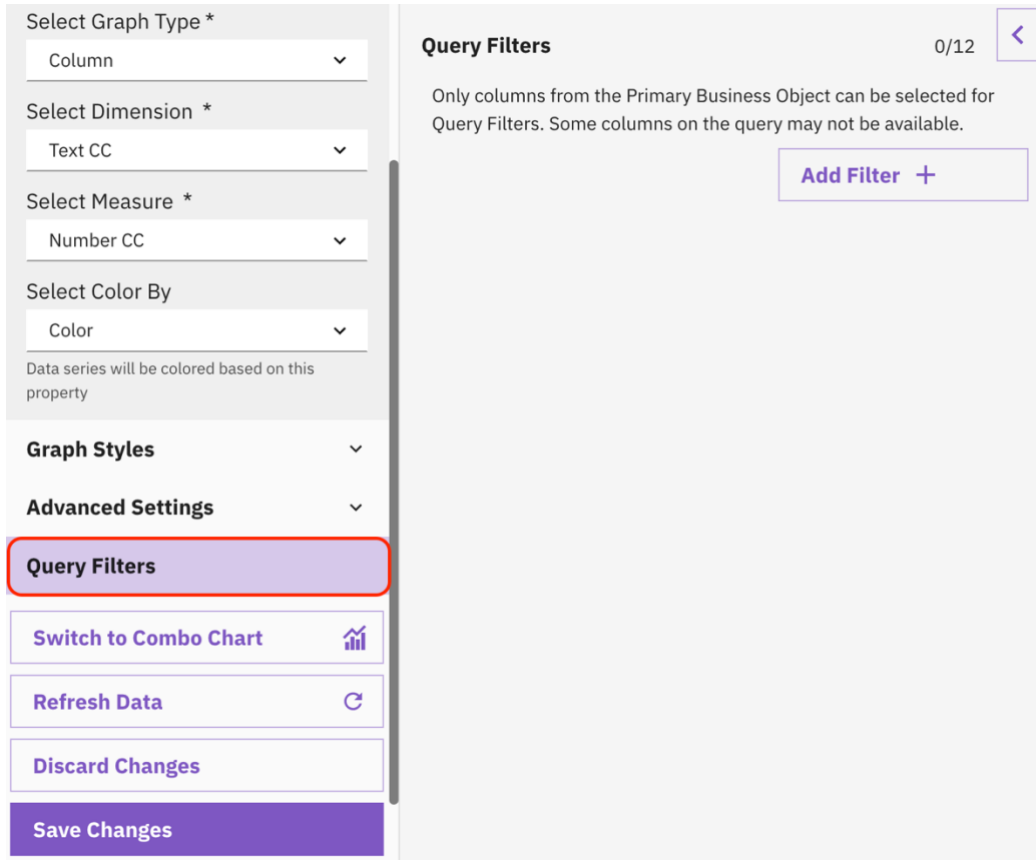 Select Graph Type *
Column
Select Dimension *
Text CC
Select Measure *
Number CC
Select Color By
Color
Data series will be colored based on this
property
Graph Styles
Advanced Settings
Query Filters
Switch to Combo Chart
Refresh Data
Discard Changes
Save Changes
Query Filters
0/12
Only columns from the Primary Business Object can be selected for
Query Filters. Some columns on the query may not be available.
Add Filter +